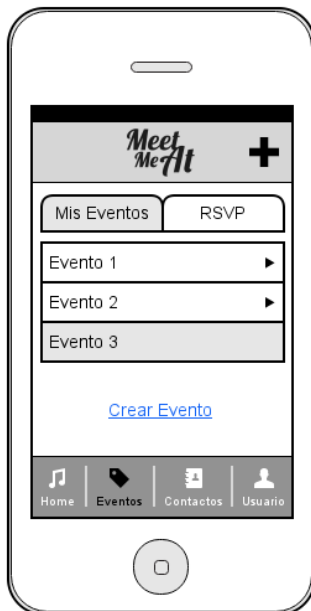 Meet
Me At
Mis Eventos RSVP
Evento 1
Evento 2
Evento 3
Crear Evento
Home Eventos Contactos Usuario